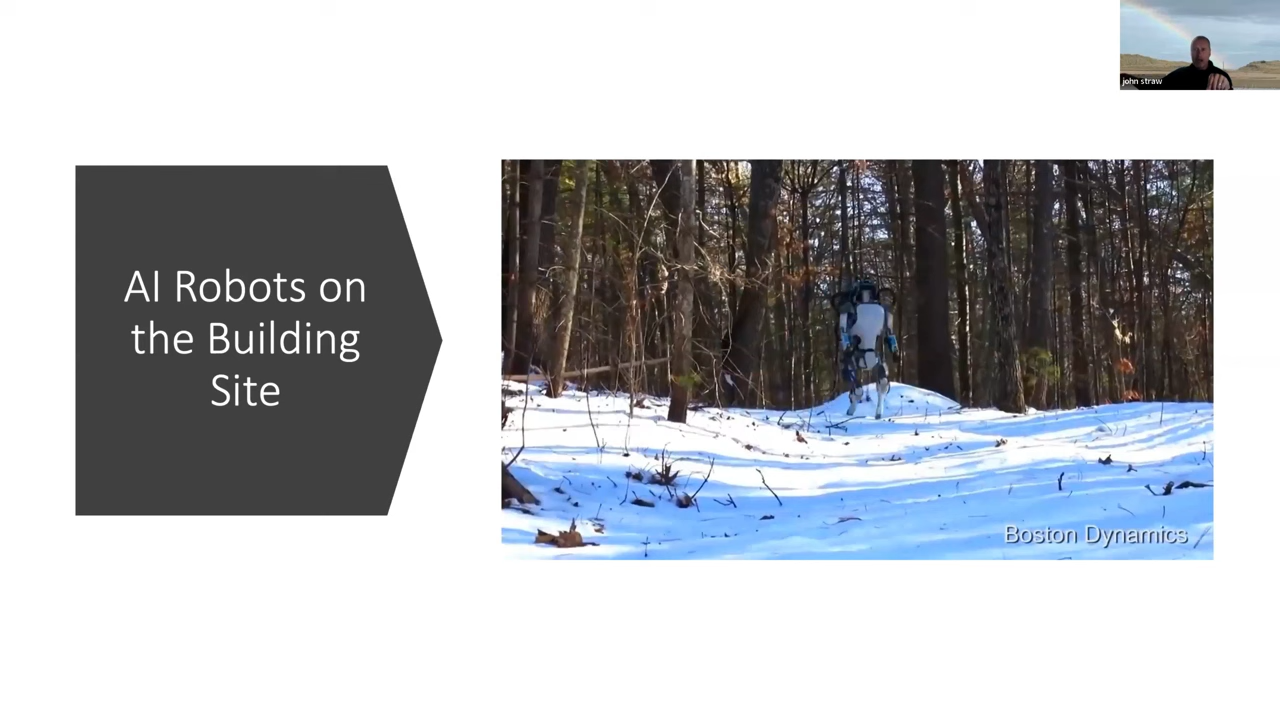 john straw
AI Robots on
the Building
Site
Boston Dynamics